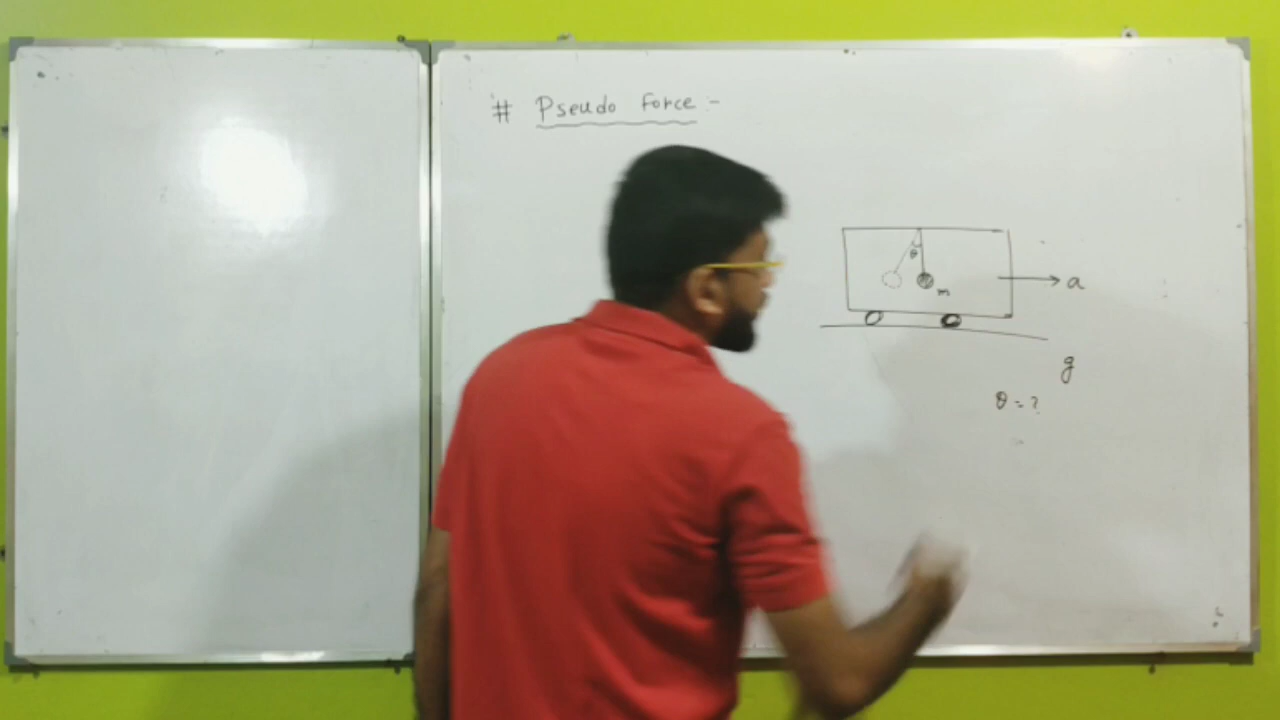 # Pseudo Force :-
θ
m
a
g
θ = ?